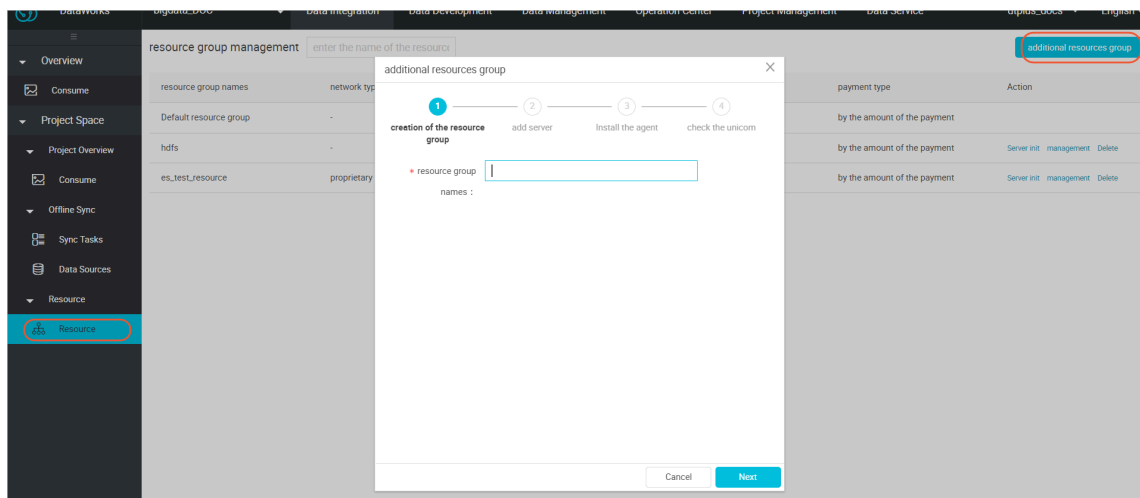 DataWorks
bigdata_DOC
Data Integration
Data Development
Data Management
Operation Center
Project Management
Data Service
dtplus_docs
English
Overview
Consume
Project Space
Project Overview
Consume
Offline Sync
Sync Tasks
Data Sources
Resource
Resource
resource group management
enter the name of the resourc
additional resources group
resource group names
network typ
payment type
Action
Default resource group
-
by the amount of the payment
hdfs
-
by the amount of the payment
Server init management Delete
es_test_resource
proprietary
by the amount of the payment
Server init management Delete
additional resources group
1
2
3
4
creation of the resource
group
add server
Install the agent
check the unicom
* resource group
names :
Cancel
Next